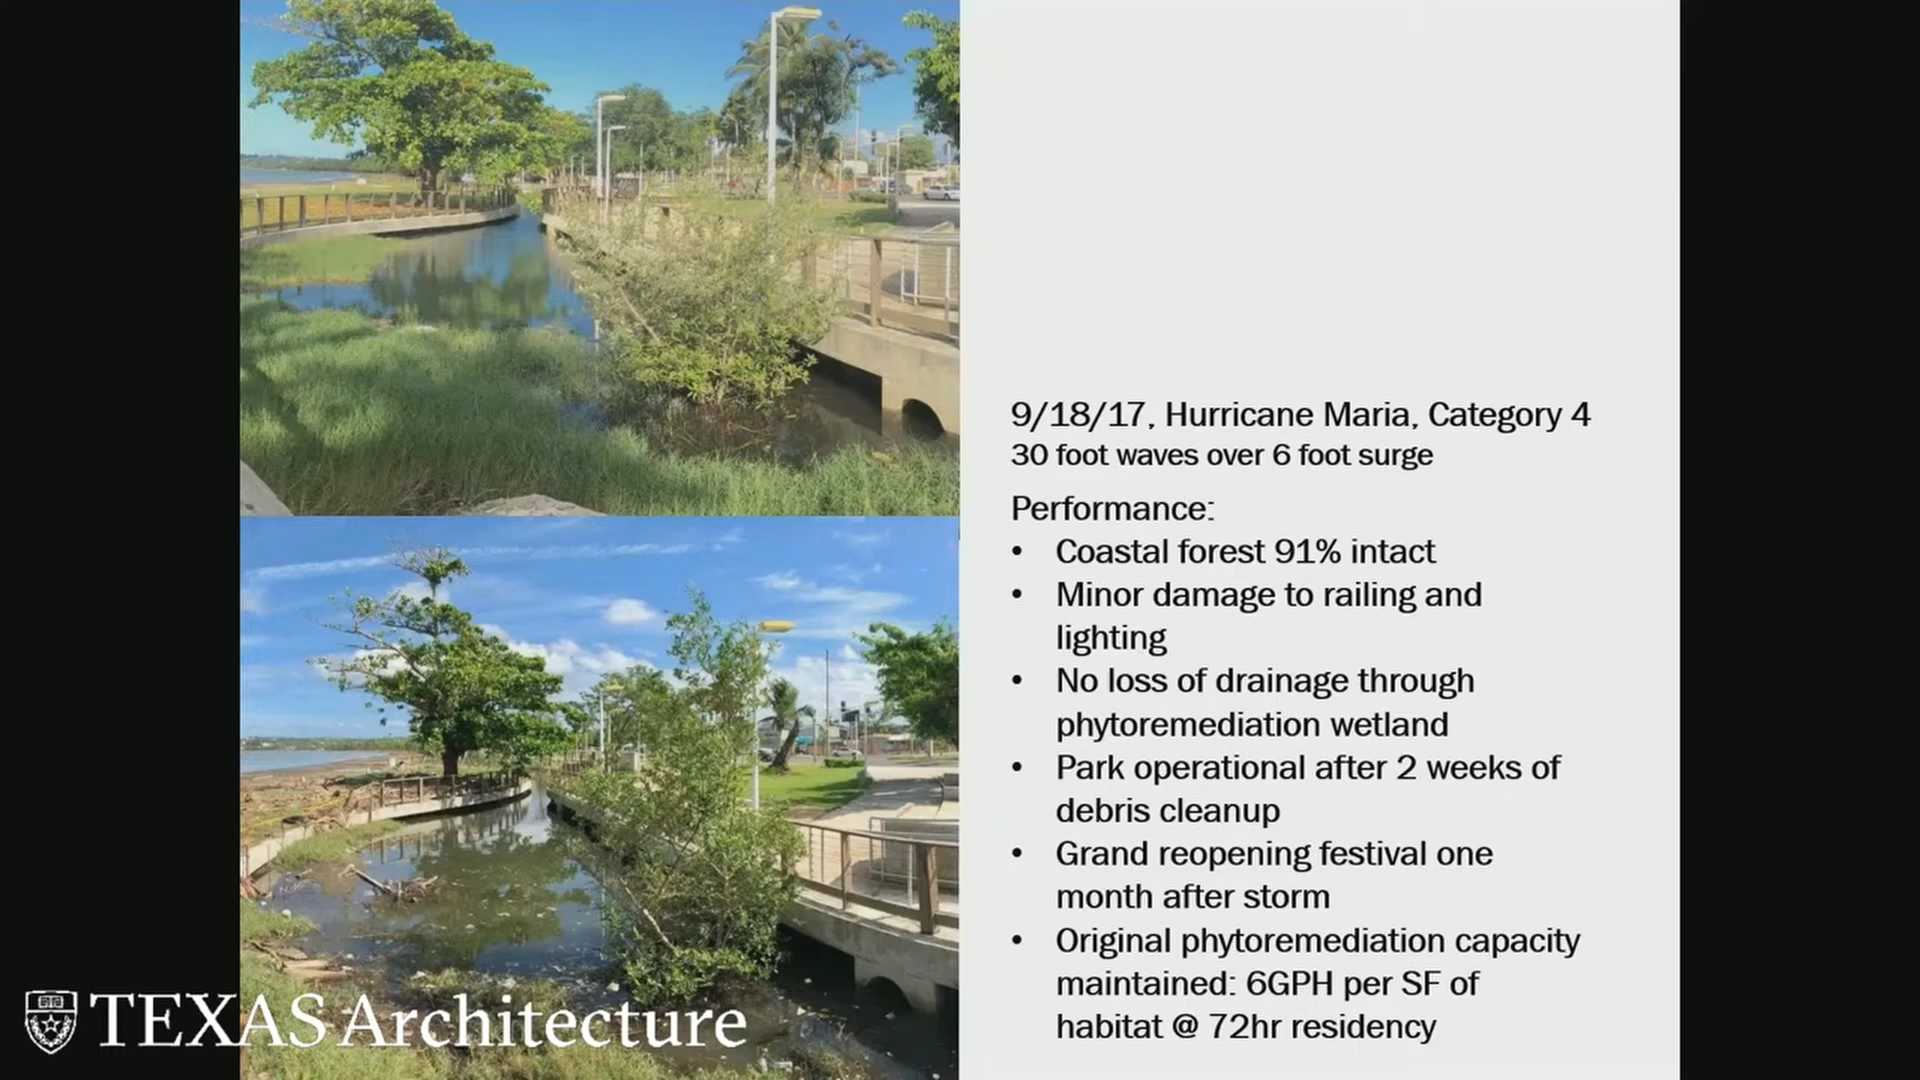 9/18/17, Hurricane Maria, Category 4
30 foot waves over 6 foot surge
Performance:
• Coastal forest 91% intact
• Minor damage to railing and
lighting
• No loss of drainage through
phytoremediation wetland
• Park operational after 2 weeks of
debris cleanup
• Grand reopening festival one
month after storm
• Original phytoremediation capacity
maintained: 6GPH per SF of
habitat @ 72hr residency
TEXAS Architecture